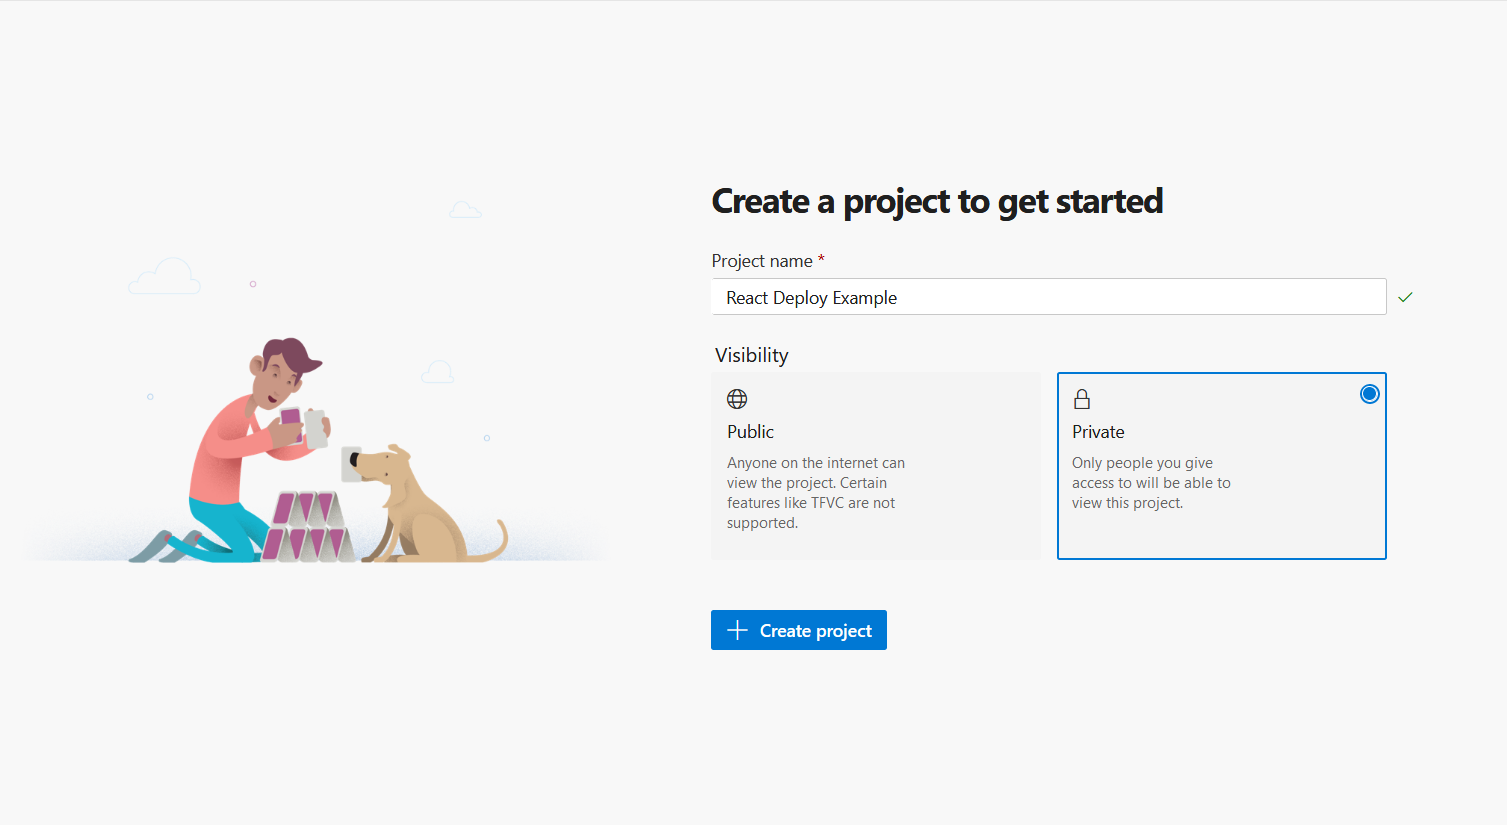 Create a project to get started
Project name *
React Deploy Example
Visibility
Public
Anyone on the internet can
view the project. Certain
features like TFVC are not
supported.
Private
Only people you give
access to will be able to
view this project.
Create project